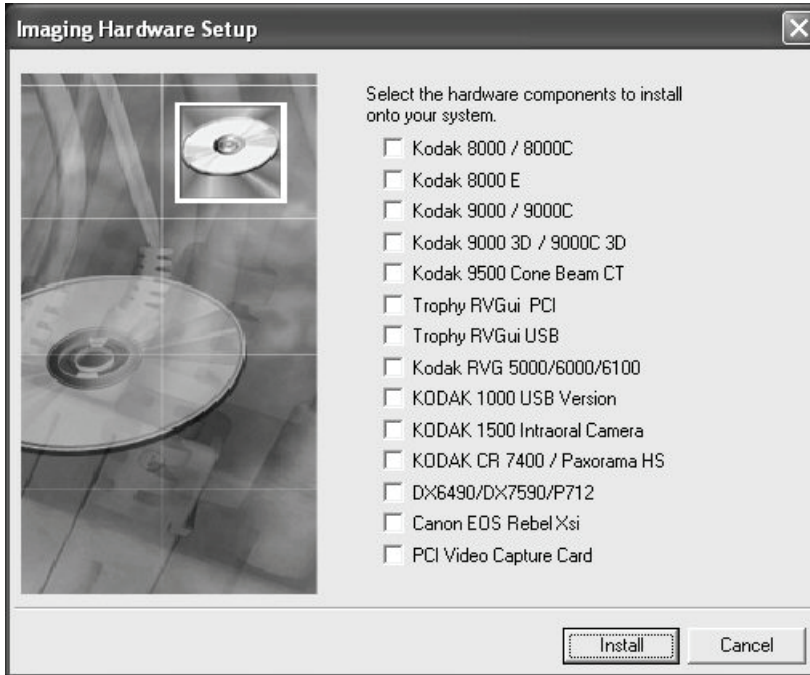 Imaging Hardware Setup
Select the hardware components to install
onto your system.
Kodak 8000 / 8000C
Kodak 8000 E
Kodak 9000 / 9000C
Kodak 9000 3D / 9000C 3D
Kodak 9500 Cone Beam CT
Trophy RVGui PCI
Trophy RVGui USB
Kodak RVG 5000/6000/6100
KODAK 1000 USB Version
KODAK 1500 Intraoral Camera
KODAK CR 7400 / Paxorama HS
DX6490/DX7590/P712
Canon EOS Rebel Xsi
PCI Video Capture Card
Install
Cancel